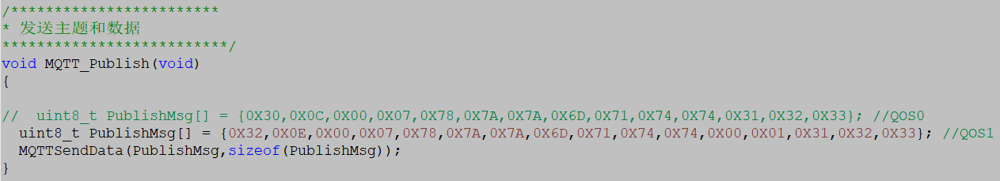 /************************
* 发送主题和数据
**************************/
void MQTT_Publish(void)
{
//  uint8_t PublishMsg[] = {0X30,0X0C,0X00,0X07,0X78,0X7A,0X7A,0X6D,0X71,0X74,0X74,0X31,0X32,0X33}; //QOS0
  uint8_t PublishMsg[] = {0X32,0X0E,0X00,0X07,0X78,0X7A,0X7A,0X6D,0X71,0X74,0X74,0X00,0X01,0X31,0X32,0X33}; //QOS1
  MQTTSendData(PublishMsg,sizeof(PublishMsg));
}